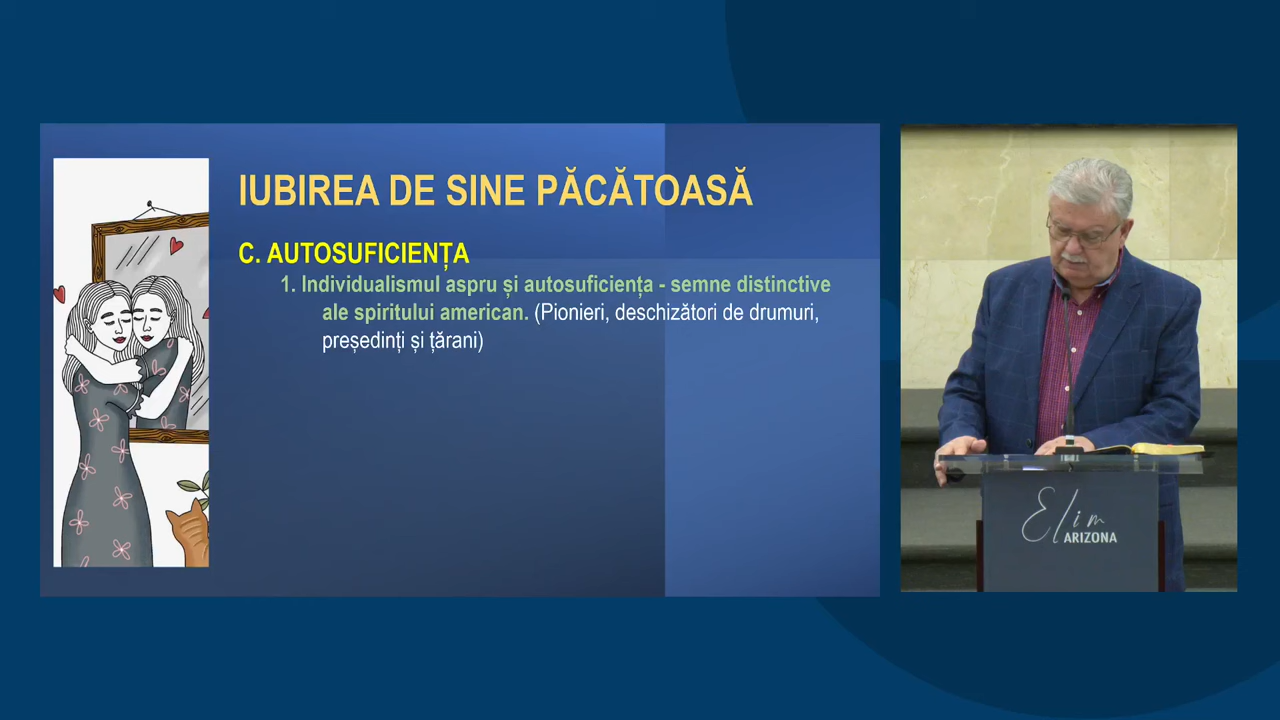 IUBIREA DE SINE PĂCĂTOASĂ
C. AUTOSUFICIENȚA
1. Individualismul aspru și autosuficiența - semne distinctive
ale spiritului american. (Pionieri, deschizători de drumuri,
președinți și țărani)
Elim
ARIZONA